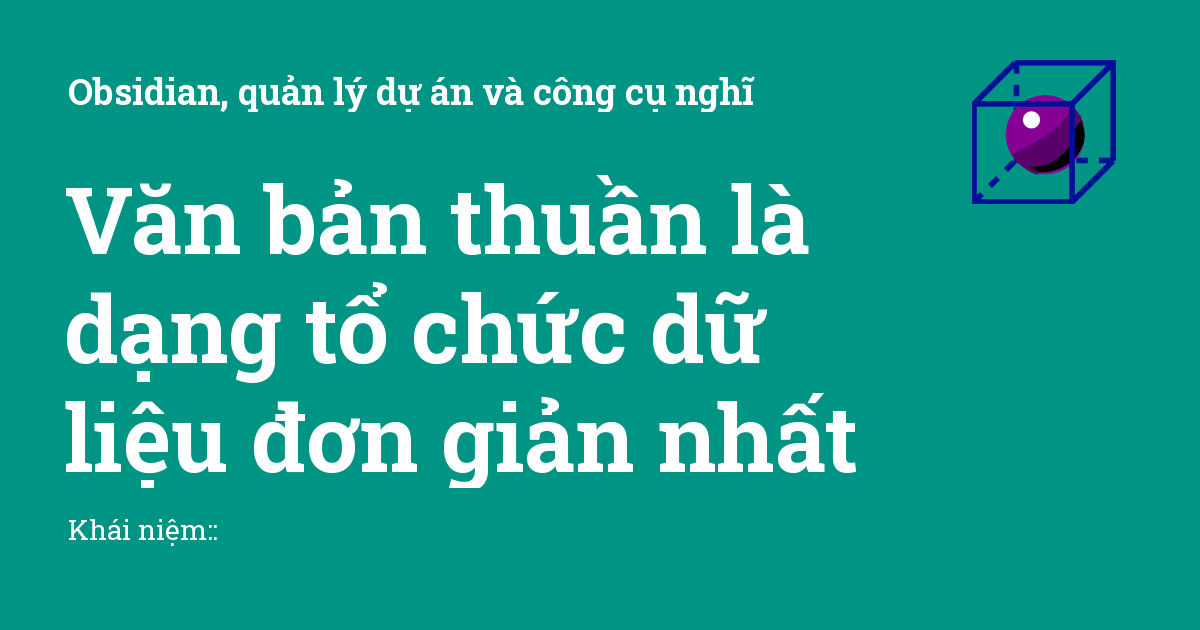 Obsidian, quản lý dự án và công cụ nghĩ
Văn bản thuần là
dạng tổ chức dữ
liệu đơn giản nhất
Khái niệm::